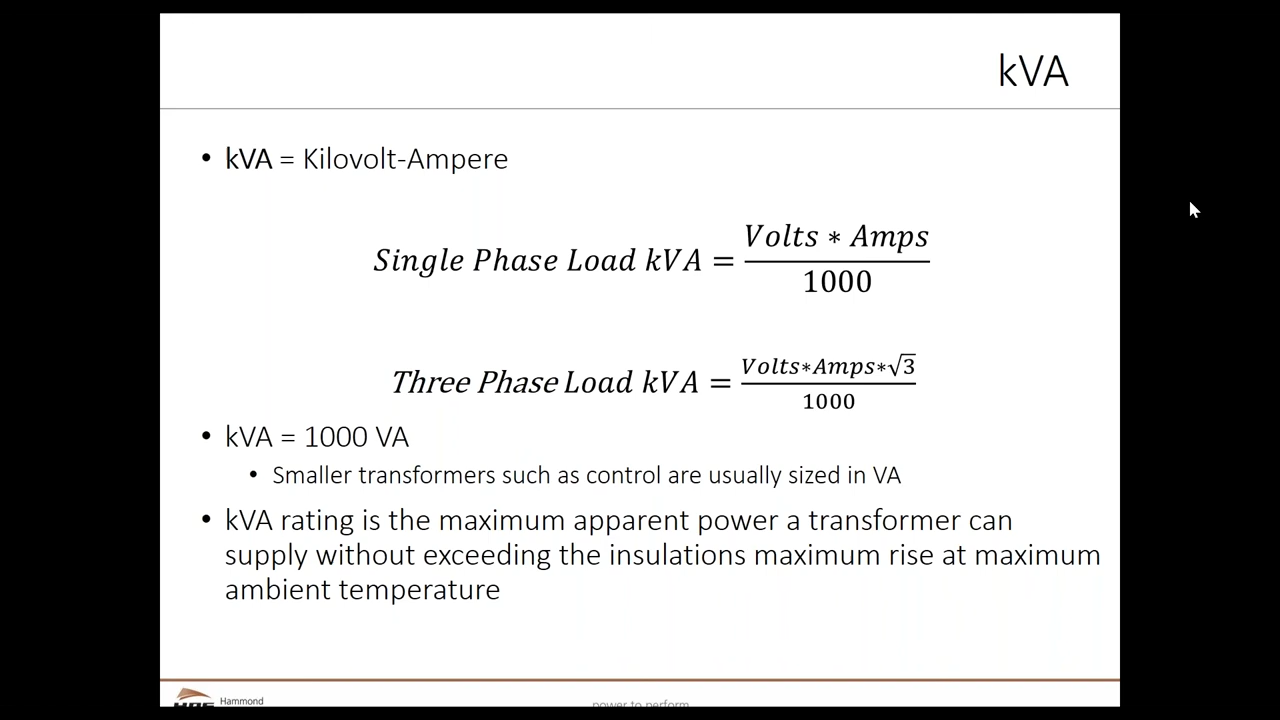 kVA
• kVA = Kilovolt-Ampere
Single Phase Load kVA = Volts ∗ Amps / 1000
Three Phase Load kVA = Volts∗Amps∗√3 / 1000
• kVA = 1000 VA
• Smaller transformers such as control are usually sized in VA
• kVA rating is the maximum apparent power a transformer can
supply without exceeding the insulations maximum rise at maximum
ambient temperature
HPS Hammond
power to perform